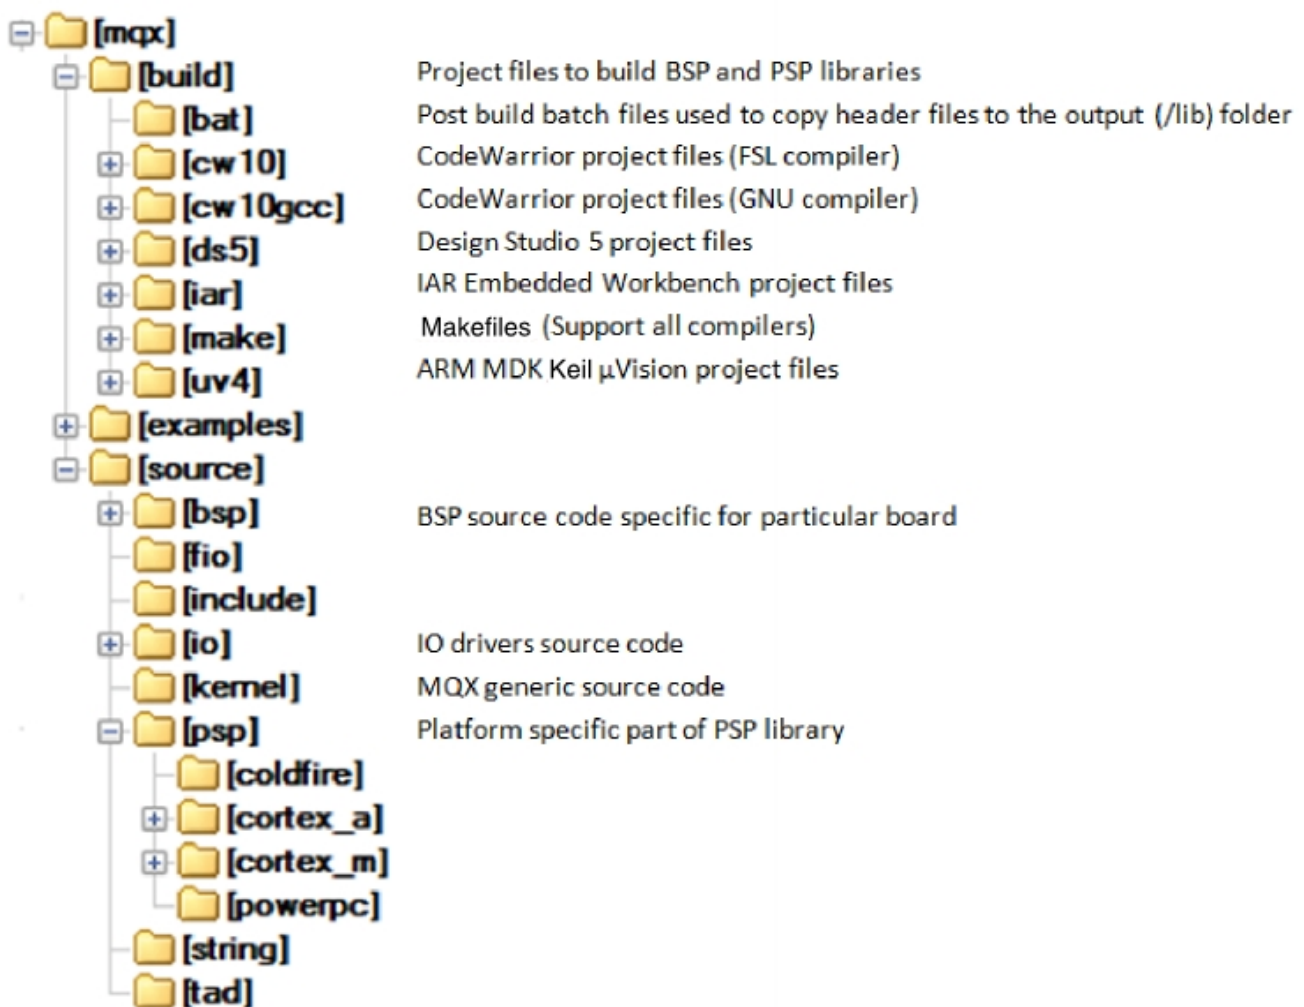 [mqx]
[build] Project files to build BSP and PSP libraries
[bat] Post build batch files used to copy header files to the output (/lib) folder
[cw10] CodeWarrior project files (FSL compiler)
[cw10gcc] CodeWarrior project files (GNU compiler)
[ds5] Design Studio 5 project files
[iar] IAR Embedded Workbench project files
[make] Makefiles (Support all compilers)
[uv4] ARM MDK Keil µVision project files
[examples]
[source]
[bsp] BSP source code specific for particular board
[fio]
[include]
[io] IO drivers source code
[kernel] MQX generic source code
[psp] Platform specific part of PSP library
[coldfire]
[cortex_a]
[cortex_m]
[powerpc]
[string]
[tad]